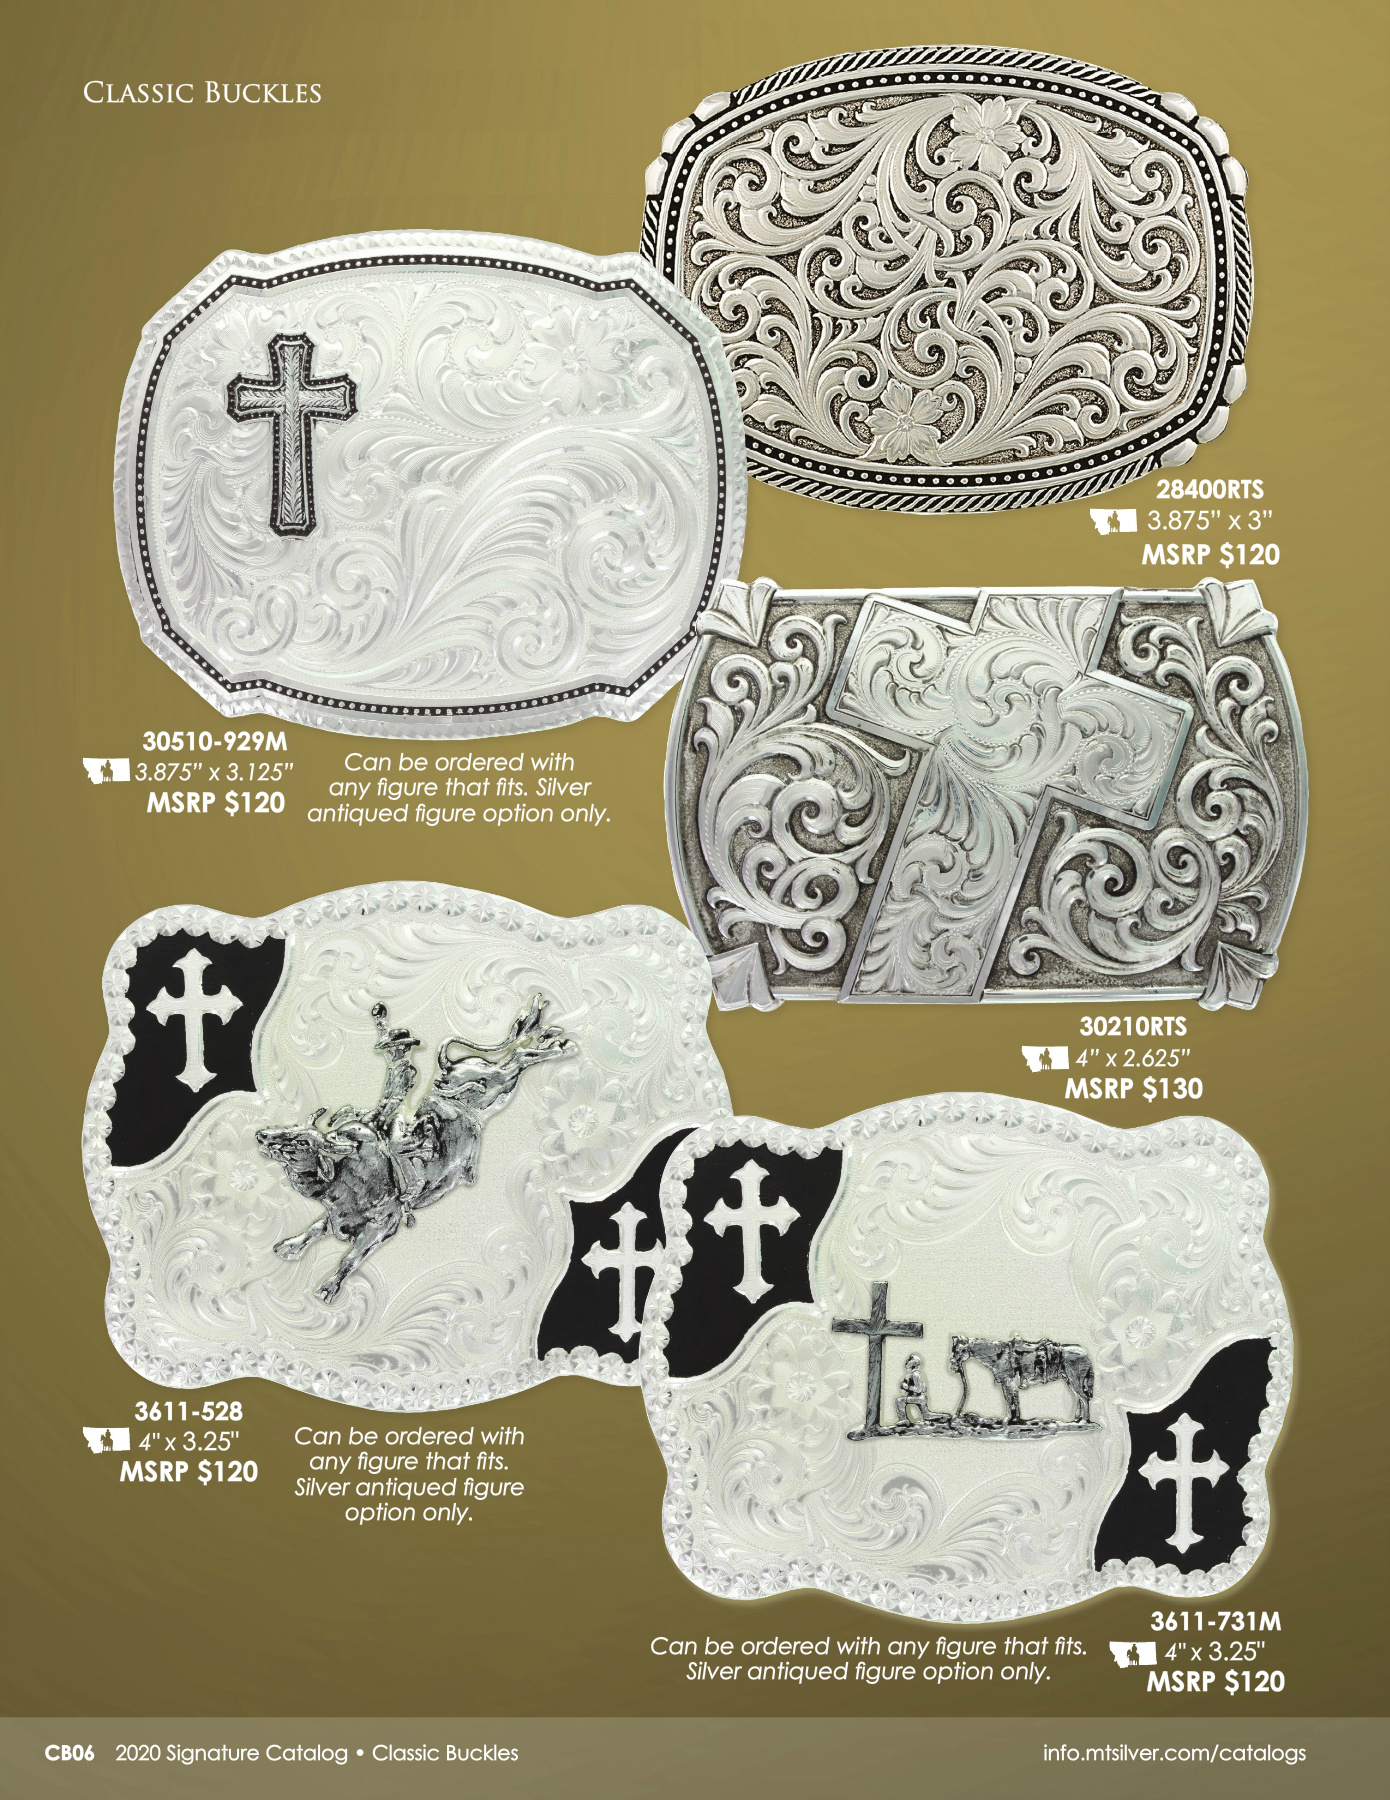 CLASSIC BUCKLES
28400RTS
3.875” x 3”
MSRP $120
30510-929M
3.875” x 3.125”
MSRP $120
Can be ordered with
any figure that fits. Silver
antiqued figure option only.
30210RTS
4” x 2.625”
MSRP $130
3611-528
4" x 3.25"
MSRP $120
Can be ordered with
any figure that fits.
Silver antiqued figure
option only.
3611-731M
4" x 3.25"
MSRP $120
Can be ordered with any figure that fits.
Silver antiqued figure option only.
CB06 2020 Signature Catalog • Classic Buckles
info.mtsilver.com/catalogs